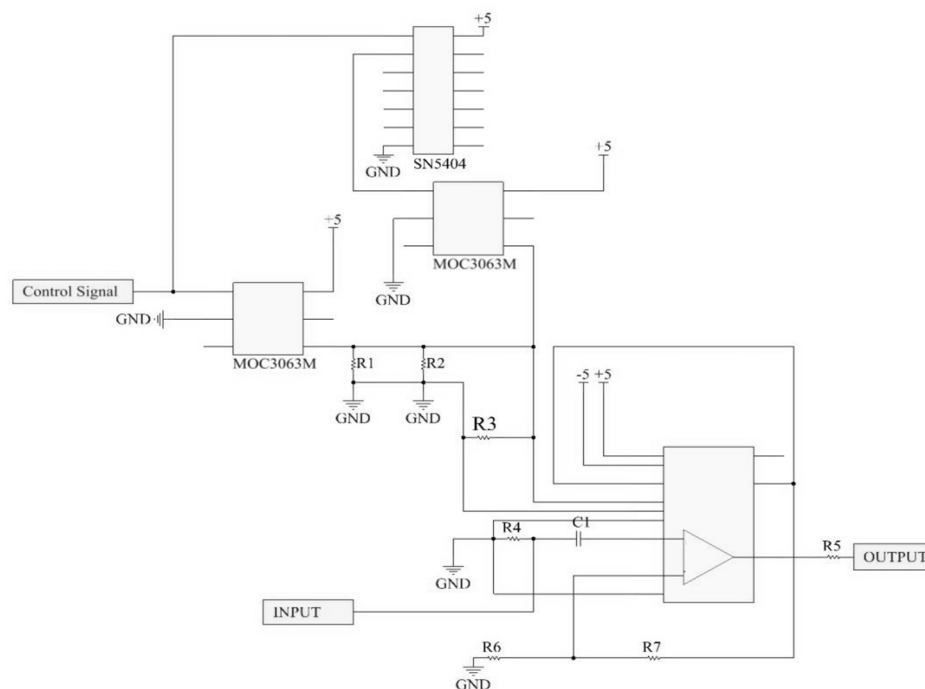 +5
SN5404
GND
+5
MOC3063M
GND
+5
Control Signal
GND
MOC3063M
R1
R2
GND
GND
R3
-5
+5
R4
C1
GND
R5
OUTPUT
INPUT
R6
R7
GND